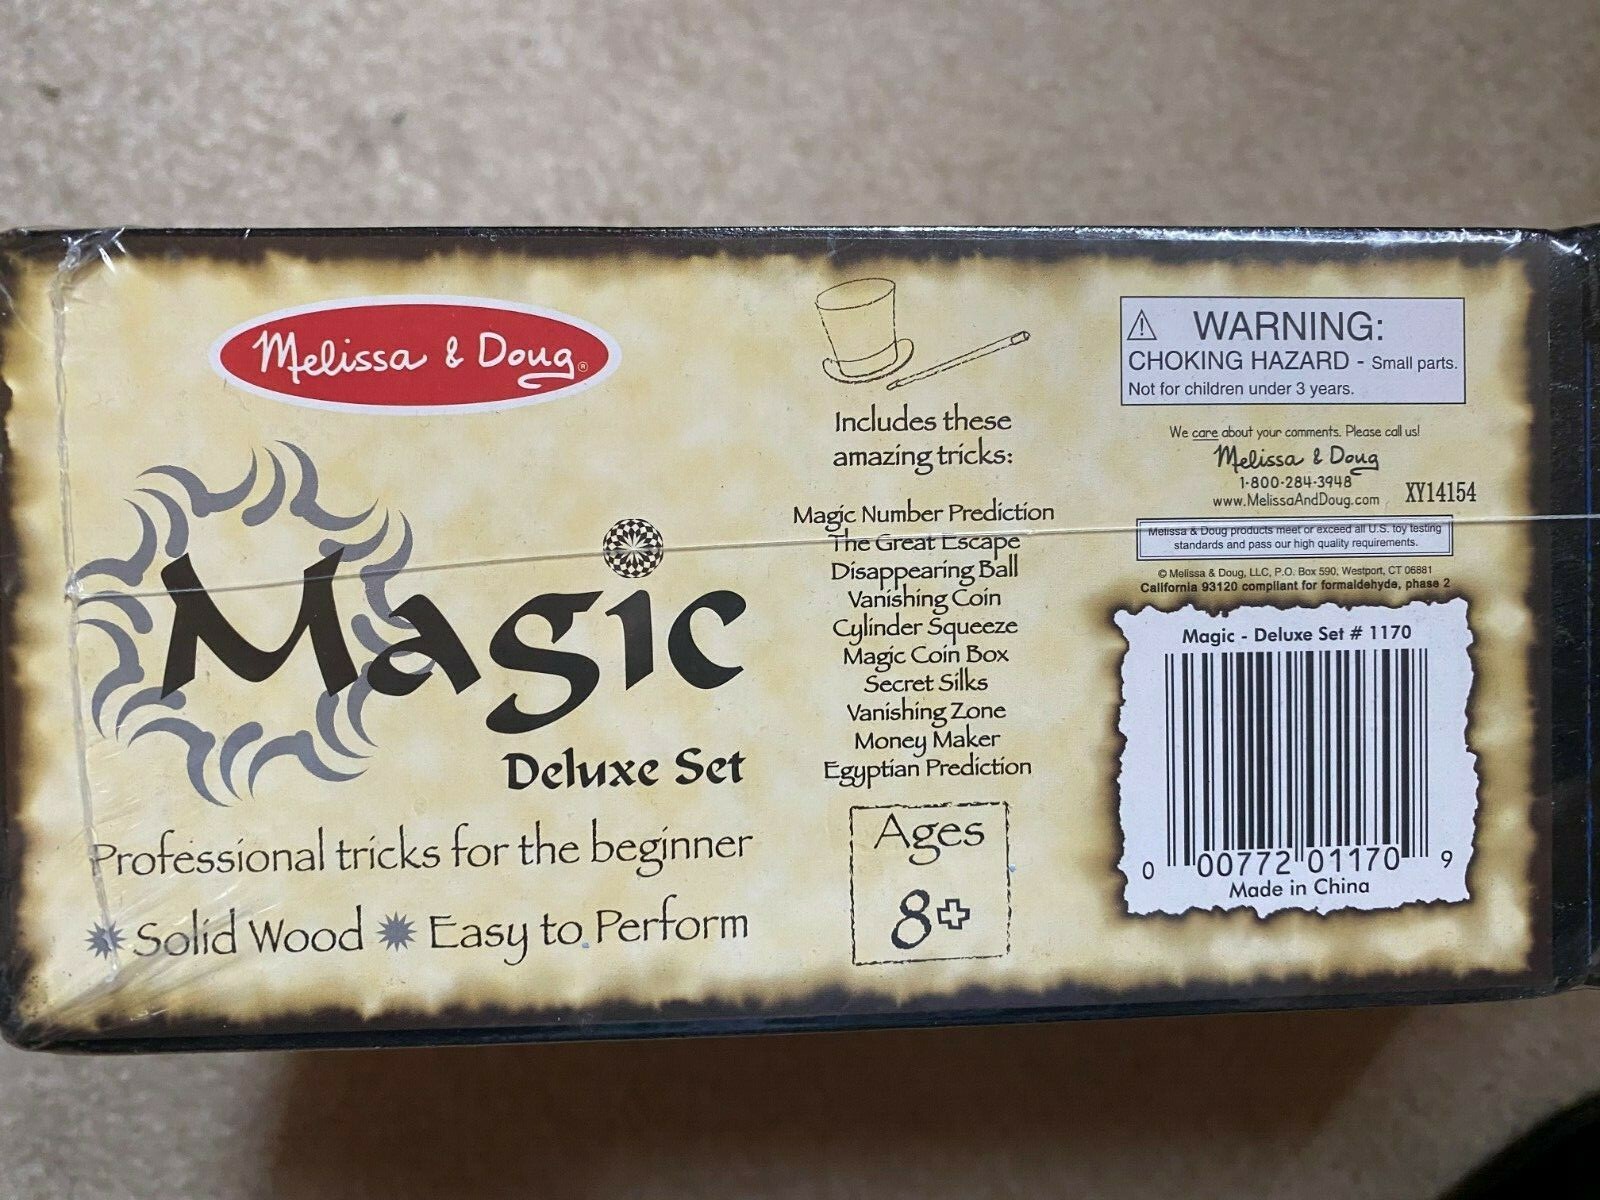 Melissa & Doug®
Magic
Deluxe Set
Professional tricks for the beginner
Solid Wood Easy to Perform
Includes these
amazing tricks:
Magic Number Prediction
The Great Escape
Disappearing Ball
Vanishing Coin
Cylinder Squeeze
Magic Coin Box
Secret Silks
Vanishing Zone
Money Maker
Egyptian Prediction
Ages
8+
WARNING:
CHOKING HAZARD - Small parts.
Not for children under 3 years.
We care about your comments. Please call us!
Melissa & Doug
1-800-284-3948
www.MelissaAndDoug.com
XY14154
Melissa & Doug products meet or exceed all U.S. toy testing
standards and pass our high quality requirements.
© Melissa & Doug, LLC, P.O. Box 590, Westport, CT 06881
California 93120 compliant for formaldehyde, phase 2
Magic - Deluxe Set # 1170
0 00772 01170 9
Made in China